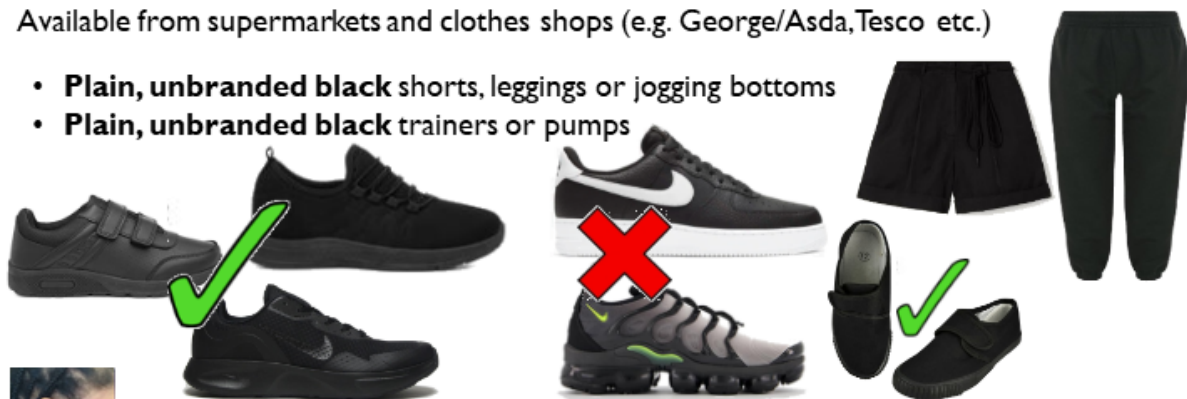 Available from supermarkets and clothes shops (e.g. George/Asda, Tesco etc.)
• Plain, unbranded black shorts, leggings or jogging bottoms
• Plain, unbranded black trainers or pumps